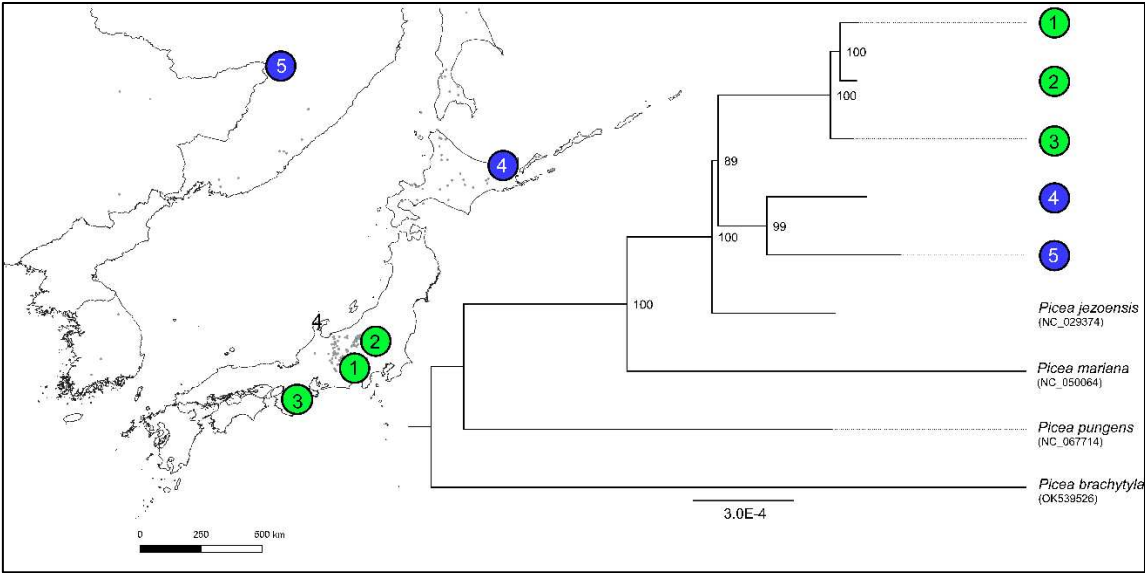 5
4
4
2
1
3
0 250 500 km
1
100
2
100
3
89
4
99
100
5
100
Picea jezoensis
(NC_029374)
Picea mariana
(NC_050064)
Picea pungens
(NC_067714)
Picea brachytyla
(OK539526)
3.0E-4